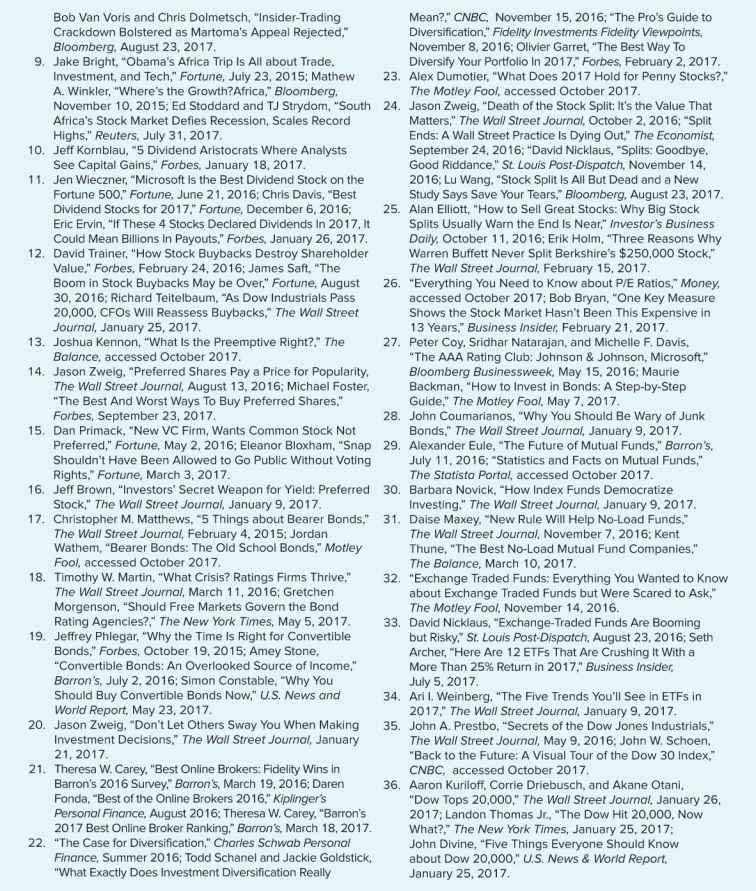 Bob Van Voris and Chris Dolmetsch, “Insider-Trading
Crackdown Bolstered as Martoma’s Appeal Rejected,”
Bloomberg, August 23, 2017.
9. Jake Bright, “Obama’s Africa Trip Is All about Trade,
Investment, and Tech,” Fortune, July 23, 2015; Mathew
A. Winkler, “Where’s the Growth?Africa,” Bloomberg,
November 10, 2015; Ed Stoddard and TJ Strydom, “South
Africa’s Stock Market Defies Recession, Scales Record
Highs,” Reuters, July 31, 2017.
10. Jeff Kornblau, “5 Dividend Aristocrats Where Analysts
See Capital Gains,” Forbes, January 18, 2017.
11. Jen Wieczner, “Microsoft Is the Best Dividend Stock on the
Fortune 500,” Fortune, June 21, 2016; Chris Davis, “Best
Dividend Stocks for 2017,” Fortune, December 6, 2016;
Eric Ervin, “If These 4 Stocks Declared Dividends In 2017, It
Could Mean Billions In Payouts,” Forbes, January 26, 2017.
12. David Trainer, “How Stock Buybacks Destroy Shareholder
Value,” Forbes, February 24, 2016; James Saft, “The
Boom in Stock Buybacks May be Over,” Fortune, August
30, 2016; Richard Teitelbaum, “As Dow Industrials Pass
20,000, CFOs Will Reassess Buybacks,” The Wall Street
Journal, January 25, 2017.
13. Joshua Kennon, “What Is the Preemptive Right?,” The
Balance, accessed October 2017.
14. Jason Zweig, “Preferred Shares Pay a Price for Popularity,
The Wall Street Journal, August 13, 2016; Michael Foster,
“The Best And Worst Ways To Buy Preferred Shares,”
Forbes, September 23, 2017.
15. Dan Primack, “New VC Firm, Wants Common Stock Not
Preferred,” Fortune, May 2, 2016; Eleanor Bloxham, “Snap
Shouldn’t Have Been Allowed to Go Public Without Voting
Rights,” Fortune, March 3, 2017.
16. Jeff Brown, “Investors’ Secret Weapon for Yield: Preferred
Stock,” The Wall Street Journal, January 9, 2017.
17. Christopher M. Matthews, “5 Things about Bearer Bonds,”
The Wall Street Journal, February 4, 2015; Jordan
Wathem, “Bearer Bonds: The Old School Bonds,” Motley
Fool, accessed October 2017.
18. Timothy W. Martin, “What Crisis? Ratings Firms Thrive,”
The Wall Street Journal, March 11, 2016; Gretchen
Morgenson, “Should Free Markets Govern the Bond
Rating Agencies?,” The New York Times, May 5, 2017.
19. Jeffrey Phlegar, “Why the Time Is Right for Convertible
Bonds,” Forbes, October 19, 2015; Amey Stone,
“Convertible Bonds: An Overlooked Source of Income,”
Barron’s, July 2, 2016; Simon Constable, “Why You
Should Buy Convertible Bonds Now,” U.S. News and
World Report, May 23, 2017.
20. Jason Zweig, “Don’t Let Others Sway You When Making
Investment Decisions,” The Wall Street Journal, January
21, 2017.
21. Theresa W. Carey, “Best Online Brokers: Fidelity Wins in
Barron’s 2016 Survey,” Barron’s, March 19, 2016; Daren
Fonda, “Best of the Online Brokers 2016,” Kiplinger’s
Personal Finance, August 2016; Theresa W. Carey, “Barron’s
2017 Best Online Broker Ranking,” Barron’s, March 18, 2017.
22. “The Case for Diversification,” Charles Schwab Personal
Finance, Summer 2016; Todd Schanel and Jackie Goldstick,
“What Exactly Does Investment Diversification Really
Mean?,” CNBC, November 15, 2016; “The Pro’s Guide to
Diversification,” Fidelity Investments Fidelity Viewpoints,
November 8, 2016; Olivier Garret, “The Best Way To
Diversify Your Portfolio In 2017,” Forbes, February 2, 2017.
23. Alex Dumotier, “What Does 2017 Hold for Penny Stocks?,”
The Motley Fool, accessed October 2017.
24. Jason Zweig, “Death of the Stock Split: It’s the Value That
Matters,” The Wall Street Journal, October 2, 2016; “Split
Ends: A Wall Street Practice Is Dying Out,” The Economist,
September 24, 2016; “David Nicklaus, “Splits: Goodbye,
Good Riddance,” St. Louis Post-Dispatch, November 14,
2016; Lu Wang, “Stock Split Is All But Dead and a New
Study Says Save Your Tears,” Bloomberg, August 23, 2017.
25. Alan Elliott, “How to Sell Great Stocks: Why Big Stock
Splits Usually Warn the End Is Near,” Investor’s Business
Daily, October 11, 2016; Erik Holm, “Three Reasons Why
Warren Buffett Never Split Berkshire’s $250,000 Stock,”
The Wall Street Journal, February 15, 2017.
26. “Everything You Need to Know about P/E Ratios,” Money,
accessed October 2017; Bob Bryan, “One Key Measure
Shows the Stock Market Hasn’t Been This Expensive in
13 Years,” Business Insider, February 21, 2017.
27. Peter Coy, Sridhar Natarajan, and Michelle F. Davis,
“The AAA Rating Club: Johnson & Johnson, Microsoft,”
Bloomberg Businessweek, May 15, 2016; Maurie
Backman, “How to Invest in Bonds: A Step-by-Step
Guide,” The Motley Fool, May 7, 2017.
28. John Coumarianos, “Why You Should Be Wary of Junk
Bonds,” The Wall Street Journal, January 9, 2017.
29. Alexander Eule, “The Future of Mutual Funds,” Barron’s,
July 11, 2016; “Statistics and Facts on Mutual Funds,”
The Statista Portal, accessed October 2017.
30. Barbara Novick, “How Index Funds Democratize
Investing,” The Wall Street Journal, January 9, 2017.
31. Daise Maxey, “New Rule Will Help No-Load Funds,”
The Wall Street Journal, November 7, 2016; Kent
Thune, “The Best No-Load Mutual Fund Companies,”
The Balance, March 10, 2017.
32. “Exchange Traded Funds: Everything You Wanted to Know
about Exchange Traded Funds but Were Scared to Ask,”
The Motley Fool, November 14, 2016.
33. David Nicklaus, “Exchange-Traded Funds Are Booming
but Risky,” St. Louis Post-Dispatch, August 23, 2016; Seth
Archer, “Here Are 12 ETFs That Are Crushing It With a
More Than 25% Return in 2017,” Business Insider,
July 5, 2017.
34. Ari I. Weinberg, “The Five Trends You’ll See in ETFs in
2017,” The Wall Street Journal, January 9, 2017.
35. John A. Prestbo, “Secrets of the Dow Jones Industrials,”
The Wall Street Journal, May 9, 2016; John W. Schoen,
“Back to the Future: A Visual Tour of the Dow 30 Index,”
CNBC, accessed October 2017.
36. Aaron Kuriloff, Corrie Driebusch, and Akane Otani,
“Dow Tops 20,000,” The Wall Street Journal, January 26,
2017; Landon Thomas Jr., “The Dow Hit 20,000, Now
What?,” The New York Times, January 25, 2017;
John Divine, “Five Things Everyone Should Know
about Dow 20,000,” U.S. News & World Report,
January 25, 2017.